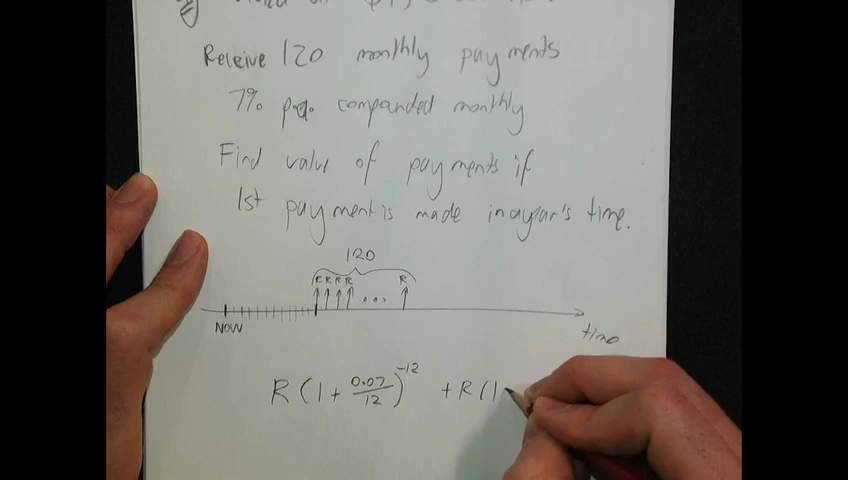 Receive 120 monthly payments
7% p.a. compounded monthly
Find value of payments if
1st payment is made in a year's time.
120
R R R R ... R
NOW
time
R (1 + 0.07/12)^-12 + R (1